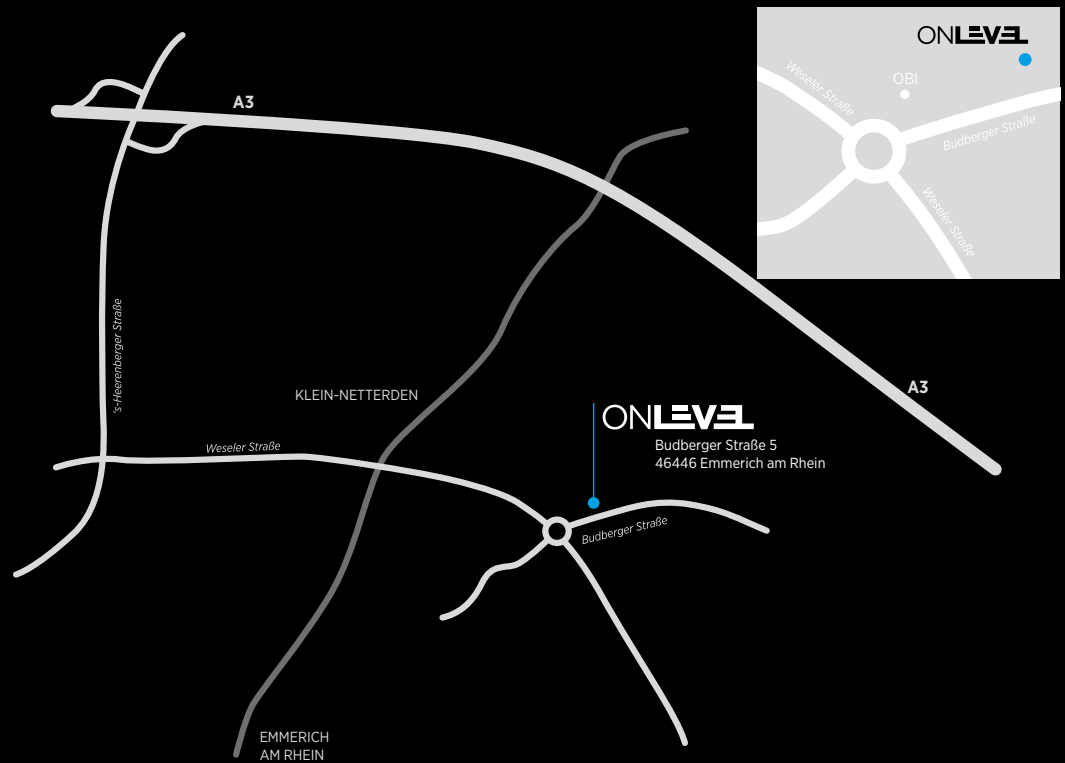 ONLEVEL
OBI
Weseler Straße
Budberger Straße
Weseler Straße
A3
's-Heerenberger Straße
KLEIN-NETTERDEN
A3
ONLEVEL
Budberger Straße 5
46446 Emmerich am Rhein
Weseler Straße
Budberger Straße
EMMERICH
AM RHEIN